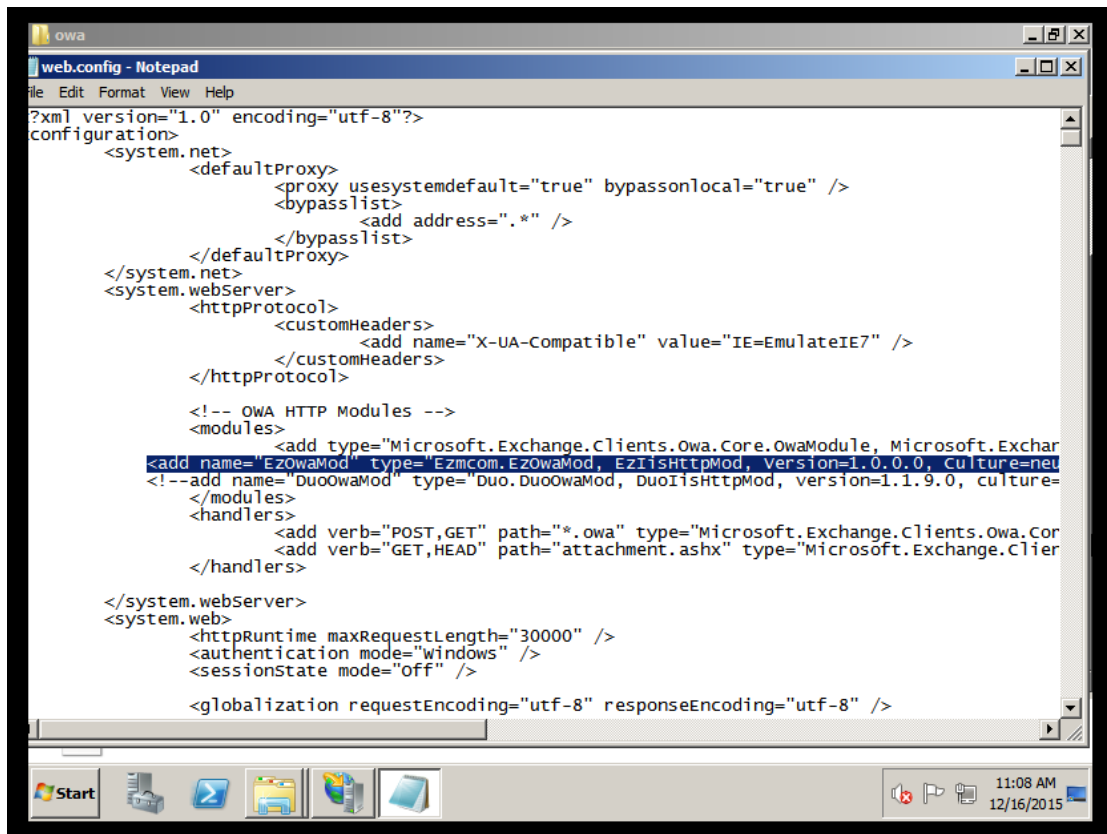 owa
web.config - Notepad
File Edit Format View Help
?xml version="1.0" encoding="utf-8"?>
configuration>
<system.net>
<defaultProxy>
<proxy usesystemdefault="true" bypassonlocal="true" />
<bypasslist>
<add address=".*" />
</bypasslist>
</defaultProxy>
</system.net>
<system.webServer>
<httpProtocol>
<customHeaders>
<add name="X-UA-Compatible" value="IE=EmulateIE7" />
</customHeaders>
</httpProtocol>
<!-- OWA HTTP Modules -->
<modules>
<add type="Microsoft.Exchange.Clients.Owa.Core.OwaModule, Microsoft.Exchar
<add name="EzOwaMod" type="Ezmcom.EzOwaMod, EzIisHttpMod, Version=1.0.0.0, Culture=neu
<!--add name="DuoOwaMod" type="Duo.DuoOwaMod, DuoIisHttpMod, version=1.1.9.0, culture=
</modules>
<handlers>
<add verb="POST,GET" path="*.owa" type="Microsoft.Exchange.Clients.Owa.Cor
<add verb="GET,HEAD" path="attachment.ashx" type="Microsoft.Exchange.Clier
</handlers>
</system.webServer>
<system.web>
<httpRuntime maxRequestLength="30000" />
<authentication mode="Windows" />
<sessionState mode="Off" />
<globalization requestEncoding="utf-8" responseEncoding="utf-8" />
Start
11:08 AM
12/16/2015